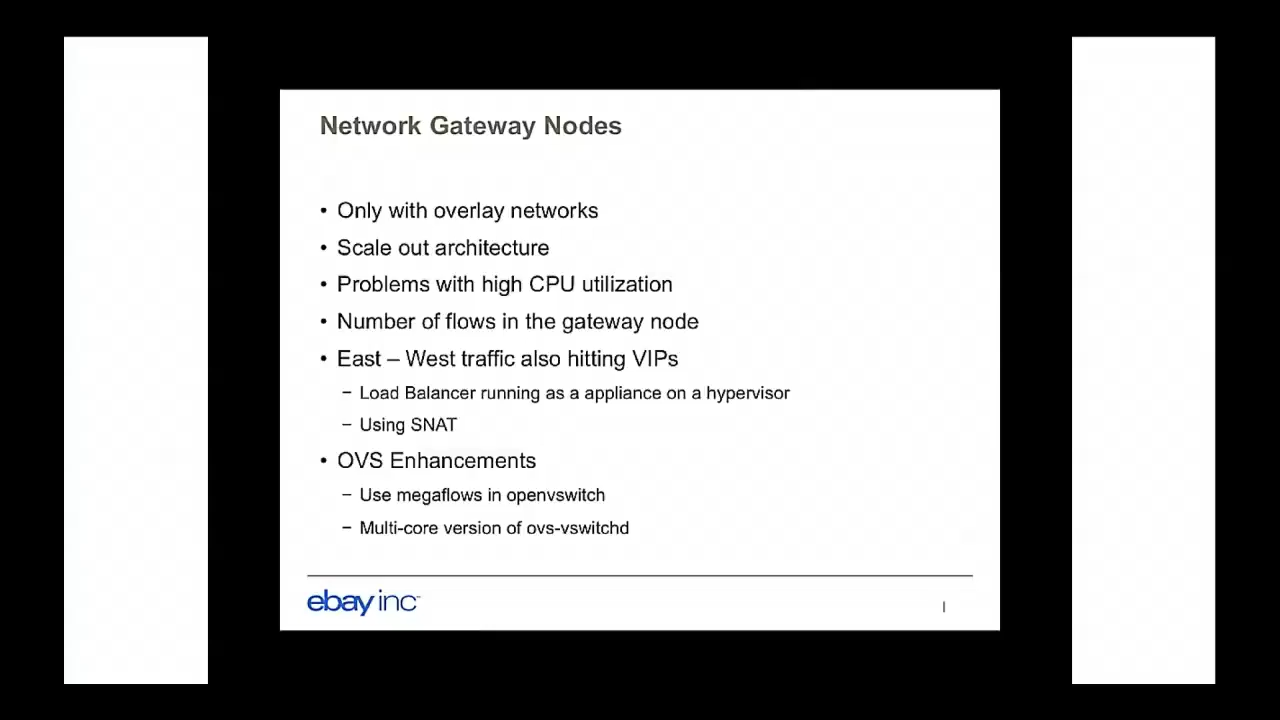 Network Gateway Nodes
• Only with overlay networks
• Scale out architecture
• Problems with high CPU utilization
• Number of flows in the gateway node
• East – West traffic also hitting VIPs
– Load Balancer running as a appliance on a hypervisor
– Using SNAT
• OVS Enhancements
– Use megaflows in openvswitch
– Multi-core version of ovs-vswitchd
ebay inc